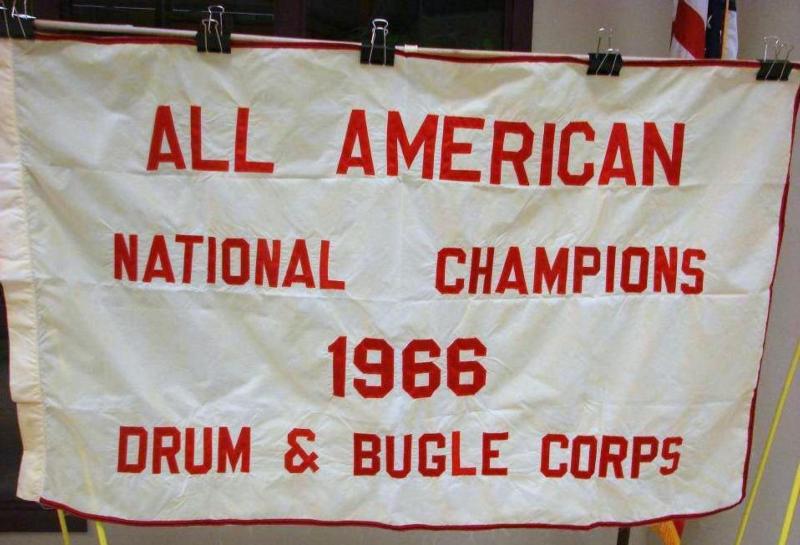 ALL AMERICAN
NATIONAL CHAMPIONS
1966
DRUM & BUGLE CORPS